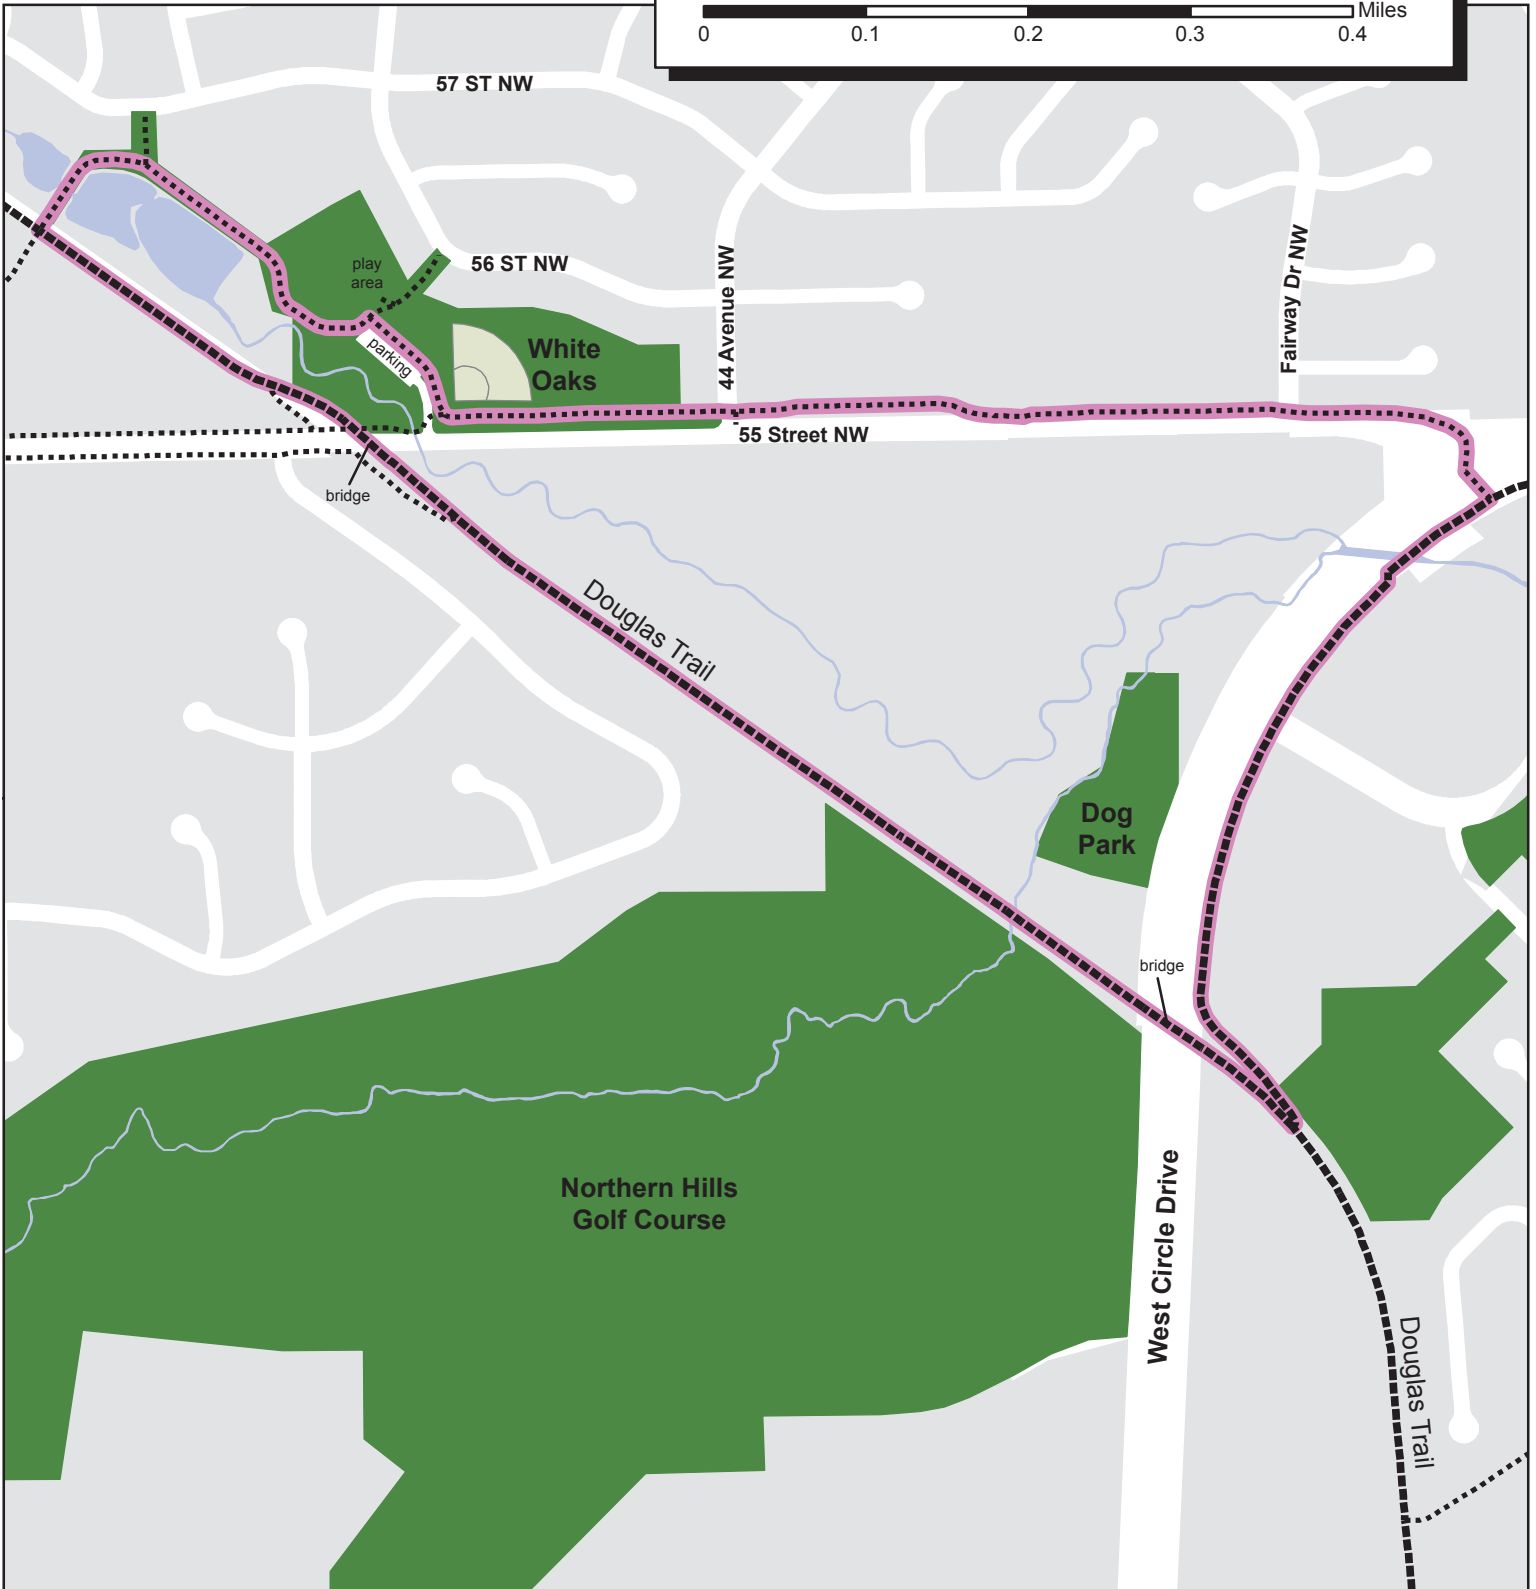 Miles
0 0.1 0.2 0.3 0.4
57 ST NW
56 ST NW
44 Avenue NW
Fairway Dr NW
play
area
parking
White
Oaks
55 Street NW
bridge
Douglas Trail
Dog
Park
bridge
Northern Hills
Golf Course
West Circle Drive
Douglas Trail